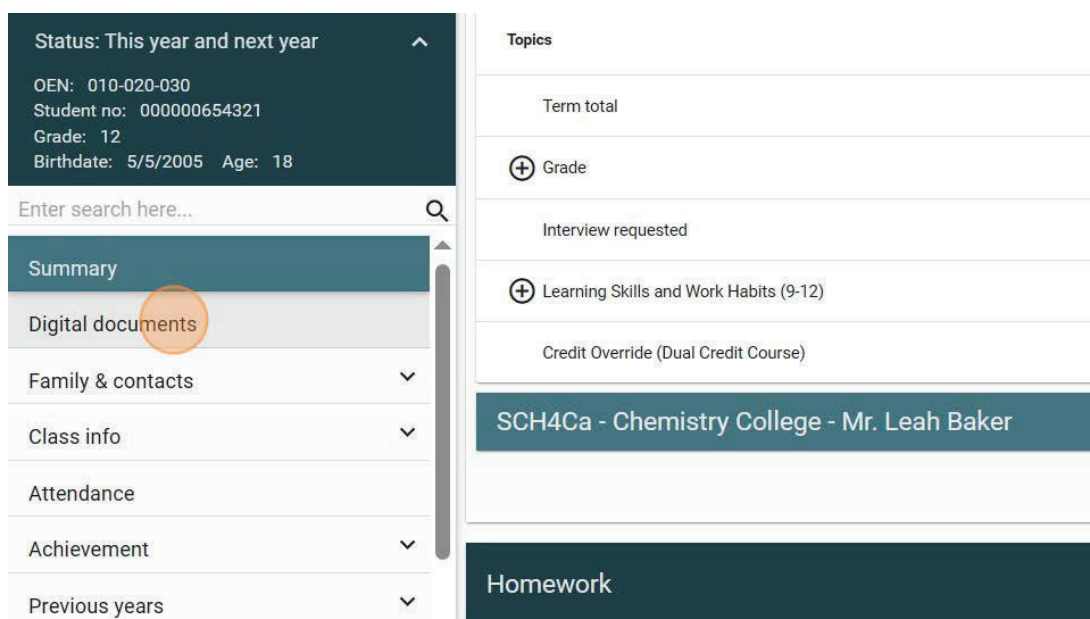 Status: This year and next year
OEN: 010-020-030
Student no: 000000654321
Grade: 12
Birthdate: 5/5/2005 Age: 18
Enter search here...
Summary
Digital documents
Family & contacts
Class info
Attendance
Achievement
Previous years
Topics
Term total
Grade
Interview requested
Learning Skills and Work Habits (9-12)
Credit Override (Dual Credit Course)
SCH4Ca - Chemistry College - Mr. Leah Baker
Homework